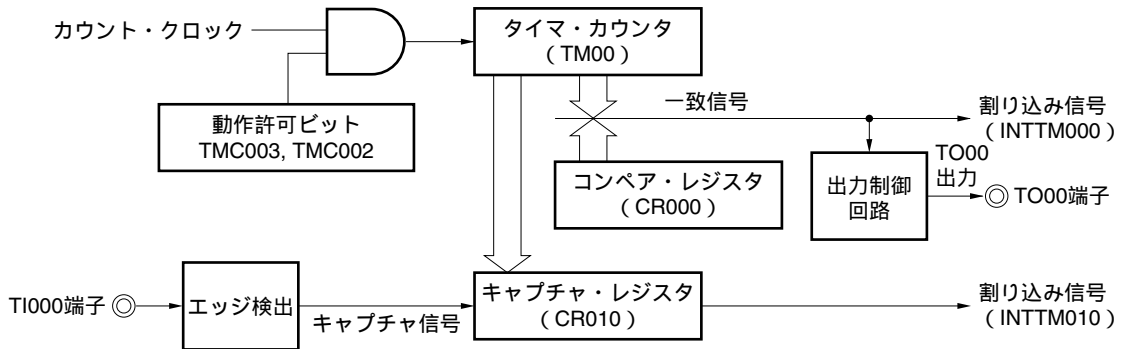 カウント・クロック
タイマ・カウンタ
（TM00）
動作許可ビット
TMC003, TMC002
一致信号
割り込み信号
（INTTM000）
コンペア・レジスタ
（CR000）
出力制御
回路
TO00
出力
TO00端子
TI000端子
エッジ検出
キャプチャ信号
キャプチャ・レジスタ
（CR010）
割り込み信号
（INTTM010）